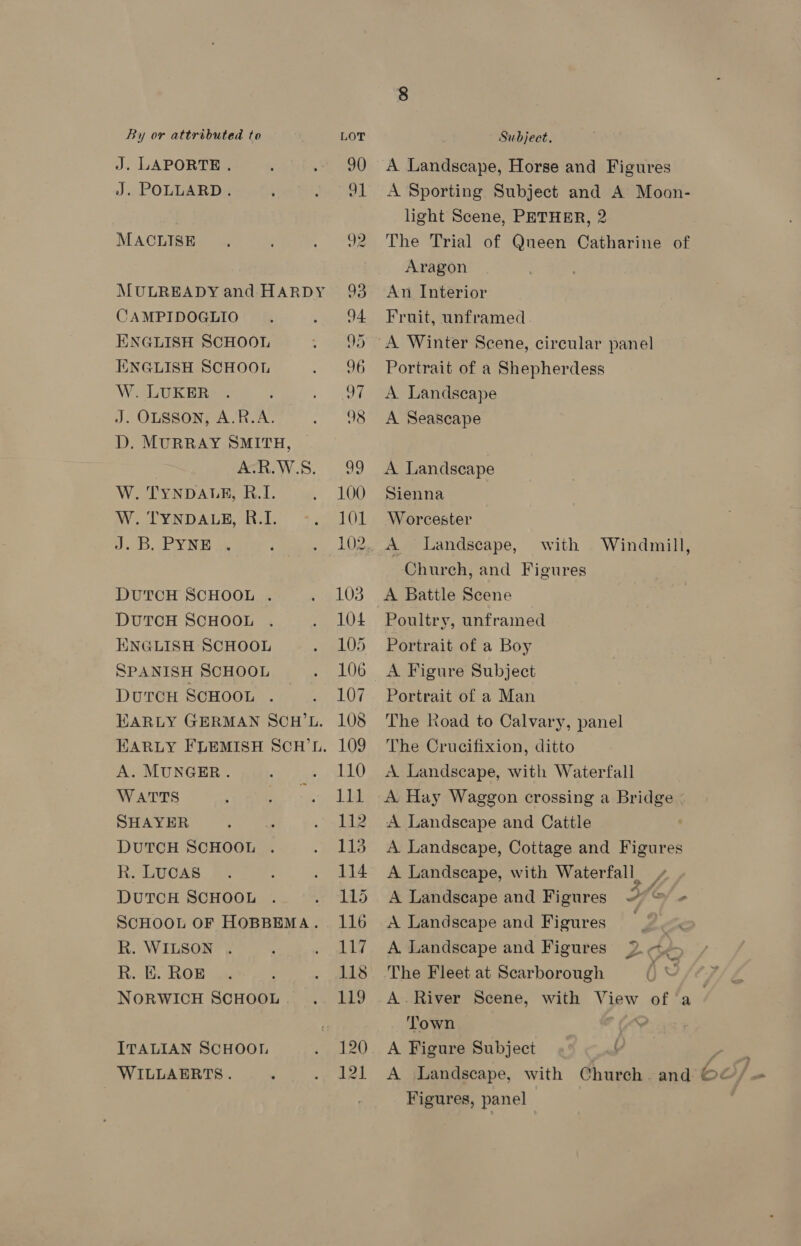 8
By or attributed to LOT Subject.
J. LAPORTE . . . 90 A Landscape, Horse and Figures
J. POLLARD . . . 91 A Sporting Subject and A Moon-
light Scene, PETHER, 2
MACLISE . . . 92 The Trial of Queen Catharine of
Aragon
MULREADY and HARDY 93 An Interior
CAMPIDOGLIO . . 94 Fruit, unframed
ENGLISH SCHOOL . 95 A Winter Scene, circular panel
ENGLISH SCHOOL . 96 Portrait of a Shepherdess
W. LUKER . . . 97 A Landscape
J. OLSSON, A.R.A. . 98 A Seascape
D. MURRAY SMITH,
A.R.W.S. 99 A Landscape
W. TYNDALE, R.I. . 100 Sienna
W. TYNDALE, R.I. . 101 Worcester
J. B. PYNE . . . 102 A Landscape, with Windmill,
Church, and Figures
DUTCH SCHOOL . . 103 A Battle Scene
DUTCH SCHOOL . . 104 Poultry, unframed
ENGLISH SCHOOL . 105 Portrait of a Boy
SPANISH SCHOOL . 106 A Figure Subject
DUTCH SCHOOL . . 107 Portrait of a Man
EARLY GERMAN SCH'L. 108 The Road to Calvary, panel
EARLY FLEMISH SCH'L. 109 The Crucifixion, ditto
A. MUNGER . . . 110 A Landscape, with Waterfall
WATTS . . . 111 A Hay Waggon crossing a Bridge
SHAYER . . . 112 A Landscape and Cattle
DUTCH SCHOOL . . 113 A Landscape, Cottage and Figures
R. LUCAS . . . 114 A Landscape, with Waterfall
DUTCH SCHOOL . . 115 A Landscape and Figures
SCHOOL OF HOBBEMA . 116 A Landscape and Figures
R. WILSON . . . 117 A Landscape and Figures
R. E. ROE . . . 118 The Fleet at Scarborough
NORWICH SCHOOL . 119 A River Scene, with View of a
Town
ITALIAN SCHOOL . 120 A Figure Subject
WILLAERTS . . . 121 A Landscape, with Church and
Figures, panel